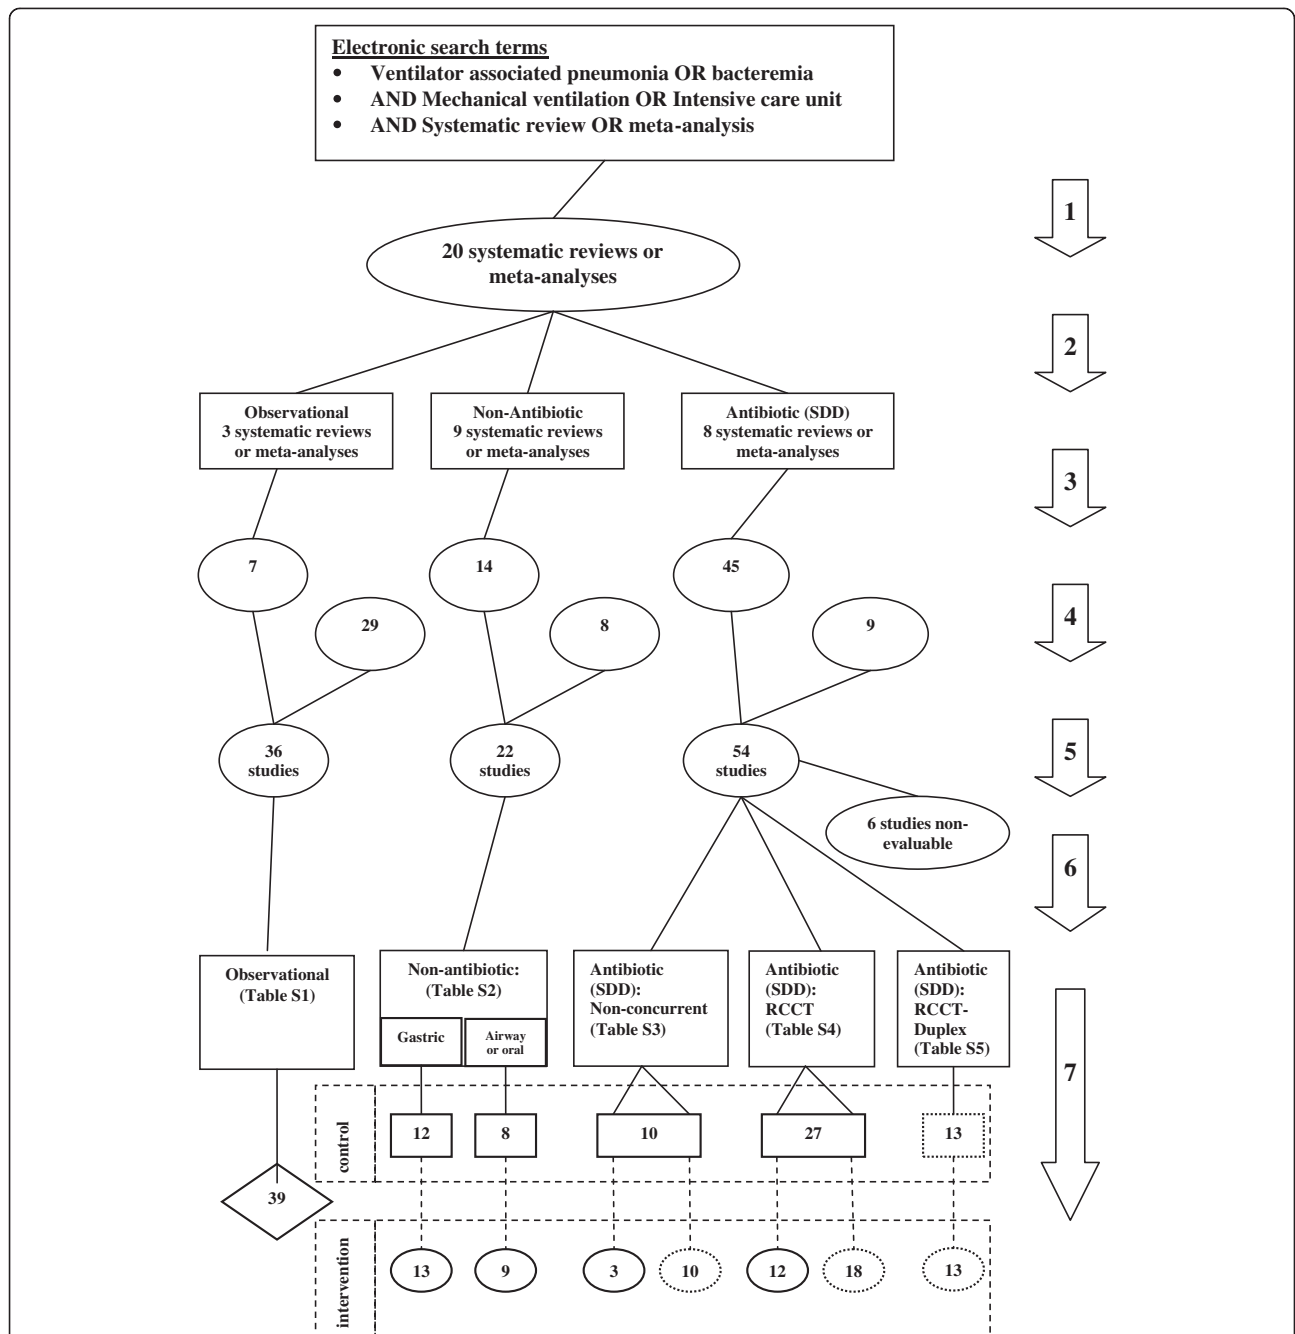 Electronic search terms
• Ventilator associated pneumonia OR bacteremia
• AND Mechanical ventilation OR Intensive care unit
• AND Systematic review OR meta-analysis
1
20 systematic reviews or
meta-analyses
2
Observational
3 systematic reviews
or meta-analyses
Non-Antibiotic
9 systematic reviews
or meta-analyses
Antibiotic (SDD)
8 systematic reviews or
meta-analyses
3
7
14
45
4
29
8
9
36
studies
22
studies
54
studies
5
6 studies non-
evaluable
6
Observational
(Table S1)
Non-antibiotic:
(Table S2)
Gastric
Airway
or oral
Antibiotic
(SDD):
Non-concurrent
(Table S3)
Antibiotic
(SDD):
RCCT
(Table S4)
Antibiotic
(SDD):
RCCT-
Duplex
(Table S5)
7
control
12
8
10
27
13
39
intervention
13
9
3
10
12
18
13